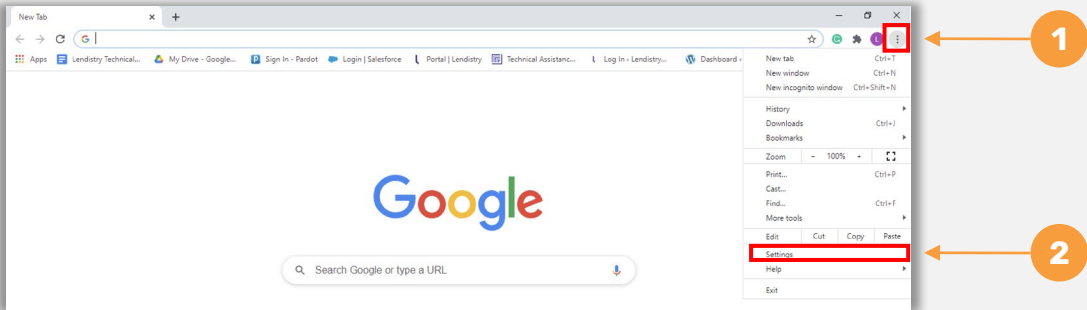 New Tab
G
Apps Lendistry Technical... My Drive - Google... Sign In - Pardot Login | Salesforce Portal | Lendistry Technical Assistanc... Log In ‹ Lendistry... Dashboard ‹
L
New tab Ctrl+T
New window Ctrl+N
New incognito window Ctrl+Shift+N
History
Downloads Ctrl+J
Bookmarks
Zoom - 100% +
Print... Ctrl+P
Cast...
Find... Ctrl+F
More tools
Edit Cut Copy Paste
Settings
Help
Exit
Google
Search Google or type a URL
1
2